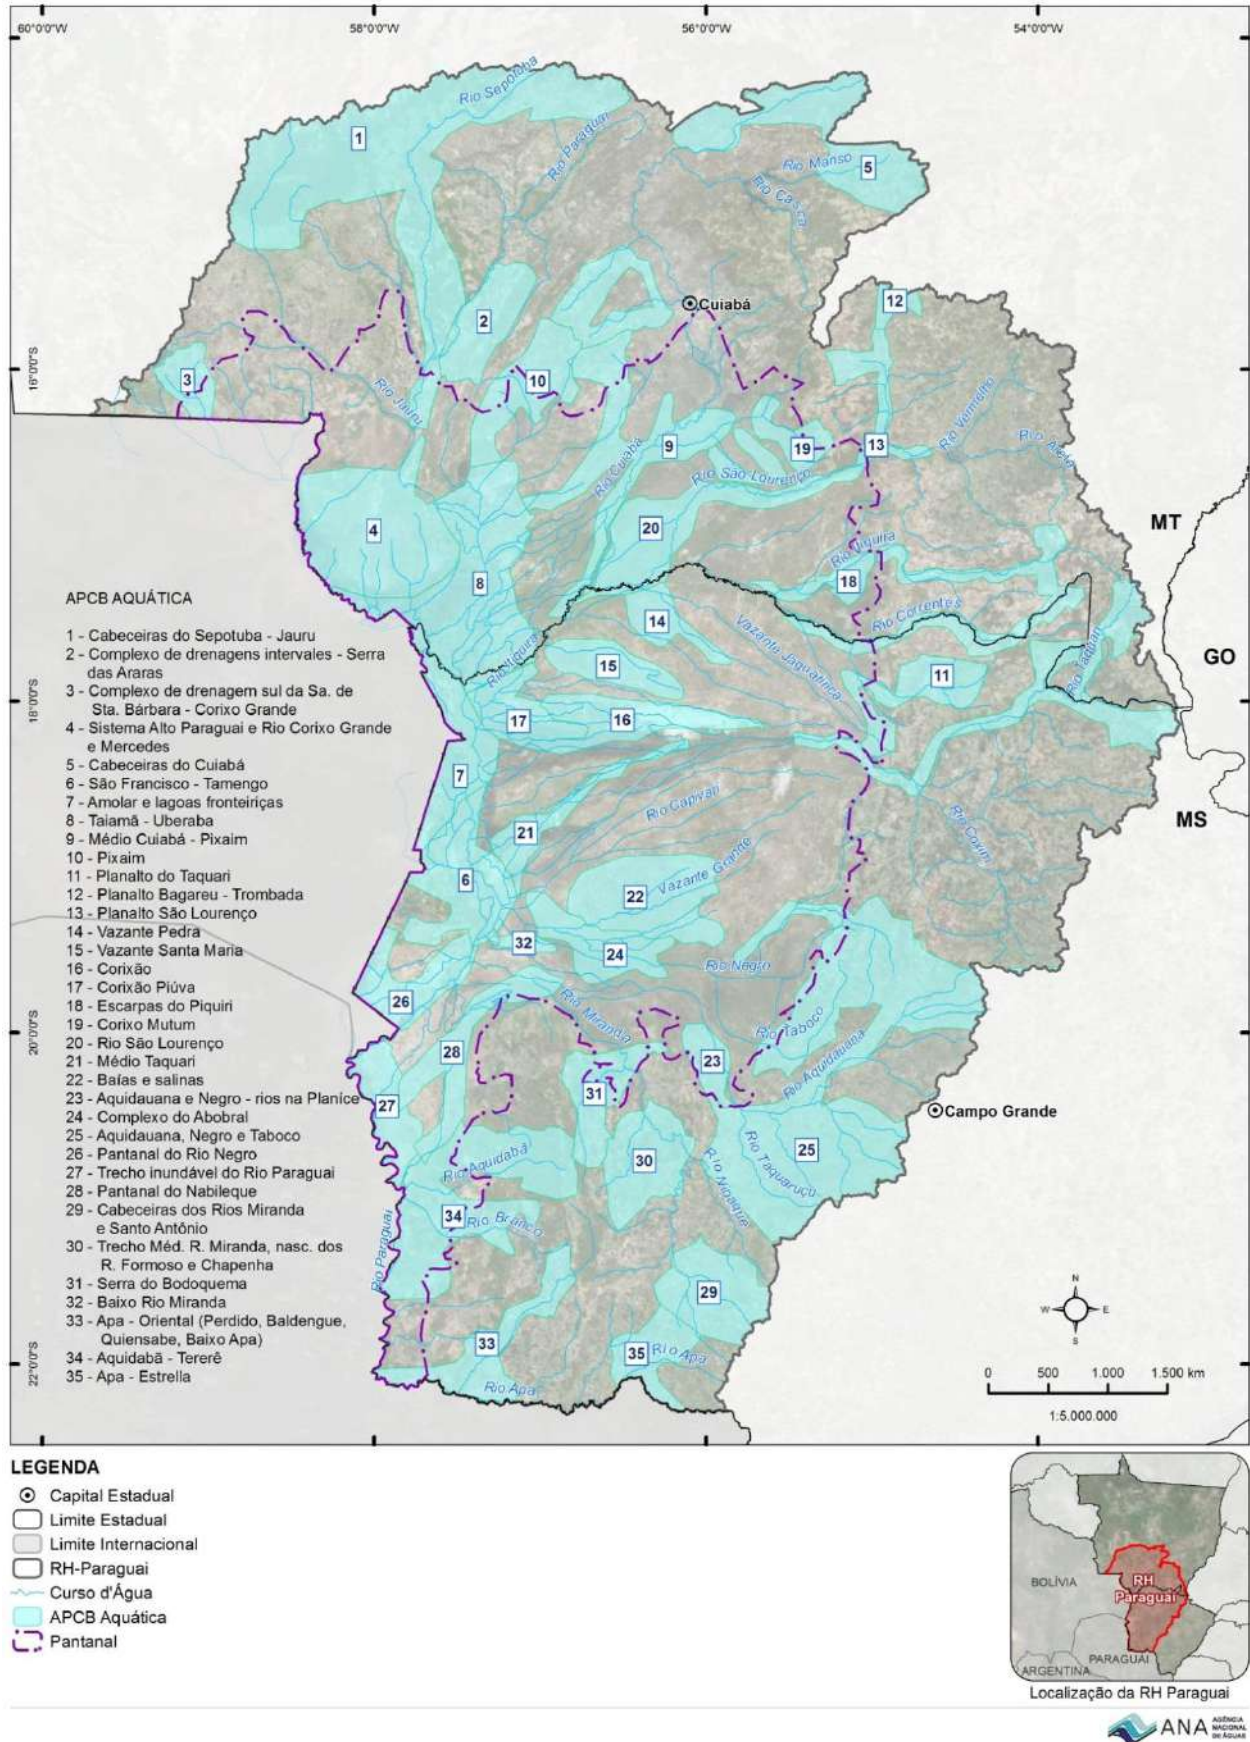 60°0'0"W
58°0'0"W
56°0'0"W
54°0'0"W
Rio Sepotuba
1
Rio Paraguai
Rio Manso
5
Rio Casca
12
Cuiabá
2
16°0'0"S
3
10
Rio Jauru
Rio Vermelho
9
19
13
Rio Cuiabá
Rio São Lourenço
4
20
MT
8
Rio Itiquira
18
Rio Correntes
14
Vazante Jaguatirica
Rio Itiquira
15
11
Rio Taquari
GO
18°0'0"S
17
16
7
Rio Capivari
MS
21
Rio Coxim
6
22
Vazante Grande
32
24
Rio Negro
26
Rio Miranda
20°0'0"S
Rio Taboco
28
23
Rio Aquidauana
31
27
Campo Grande
25
30
Rio Aquidabã
Rio Taquaruçu
Rio Nioaque
34
Rio Branco
Rio Paraguai
29
33
35
Rio Apa
22°0'0"S
Rio Apa
APCB AQUÁTICA
1 - Cabeceiras do Sepotuba - Jauru
2 - Complexo de drenagens intervales - Serra
das Araras
3 - Complexo de drenagem sul da Sa. de
Sta. Bárbara - Corixo Grande
4 - Sistema Alto Paraguai e Rio Corixo Grande
e Mercedes
5 - Cabeceiras do Cuiabá
6 - São Francisco - Tamengo
7 - Amolar e lagoas fronteiriças
8 - Taiamã - Uberaba
9 - Médio Cuiabá - Pixaim
10 - Pixaim
11 - Planalto do Taquari
12 - Planalto Bagareu - Trombada
13 - Planalto São Lourenço
14 - Vazante Pedra
15 - Vazante Santa Maria
16 - Corixão
17 - Corixão Piúva
18 - Escarpas do Piquiri
19 - Corixo Mutum
20 - Rio São Lourenço
21 - Médio Taquari
22 - Baías e salinas
23 - Aquidauana e Negro - rios na Planíce
24 - Complexo do Abobral
25 - Aquidauana, Negro e Taboco
26 - Pantanal do Rio Negro
27 - Trecho inundável do Rio Paraguai
28 - Pantanal do Nabileque
29 - Cabeceiras dos Rios Miranda
e Santo Antônio
30 - Trecho Méd. R. Miranda, nasc. dos
R. Formoso e Chapenha
31 - Serra do Bodoquema
32 - Baixo Rio Miranda
33 - Apa - Oriental (Perdido, Baldengue,
Quiensabe, Baixo Apa)
34 - Aquidabã - Tererê
35 - Apa - Estrella
N
W E
S
0 500 1.000 1.500 km
1:5.000.000
LEGENDA
Capital Estadual
Limite Estadual
Limite Internacional
RH-Paraguai
Curso d'Água
APCB Aquática
Pantanal
BOLÍVIA
RH
Paraguai
PARAGUAI
ARGENTINA
Localização da RH Paraguai
ANA AGÊNCIA
NACIONAL
DE ÁGUAS